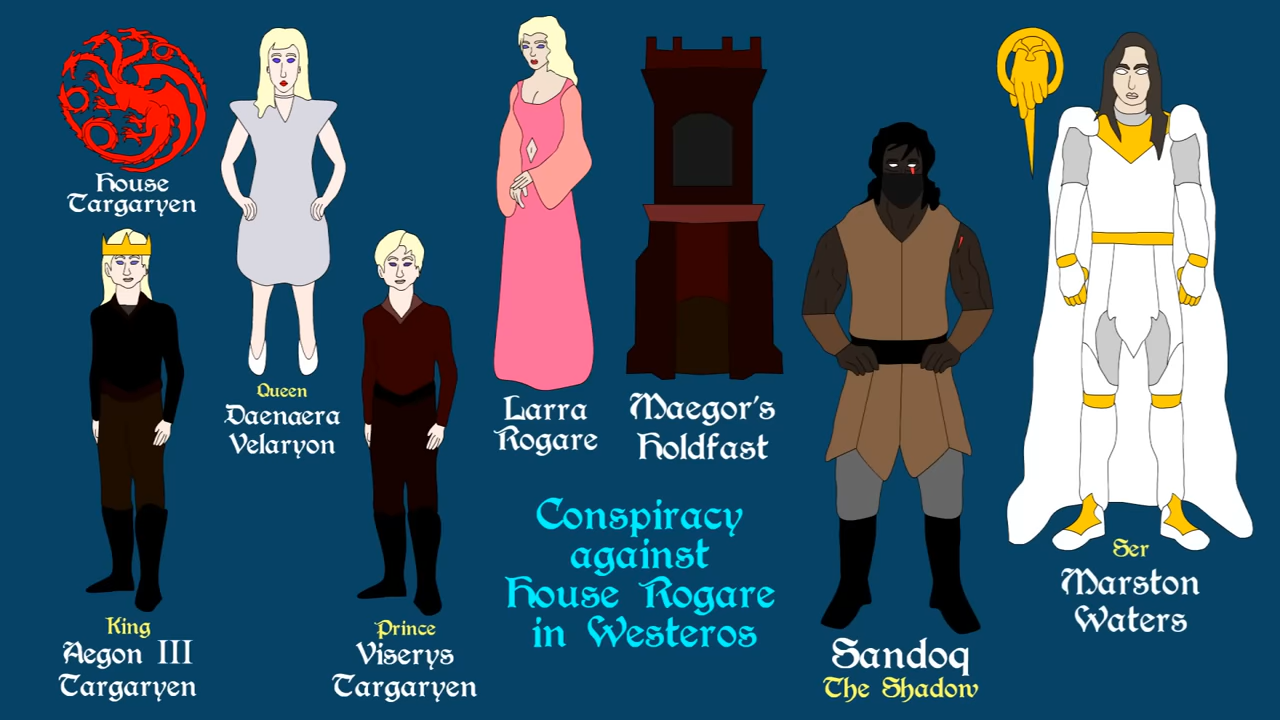 House
Targaryen
King
Aegon III
Targaryen
Queen
Daenaera
Velaryon
Prince
Viserys
Targaryen
Larra
Rogare
Maegor's
Holdfast
Conspiracy
against
House Rogare
in Westeros
Sandoq
The Shadow
Ser
Marston
Waters